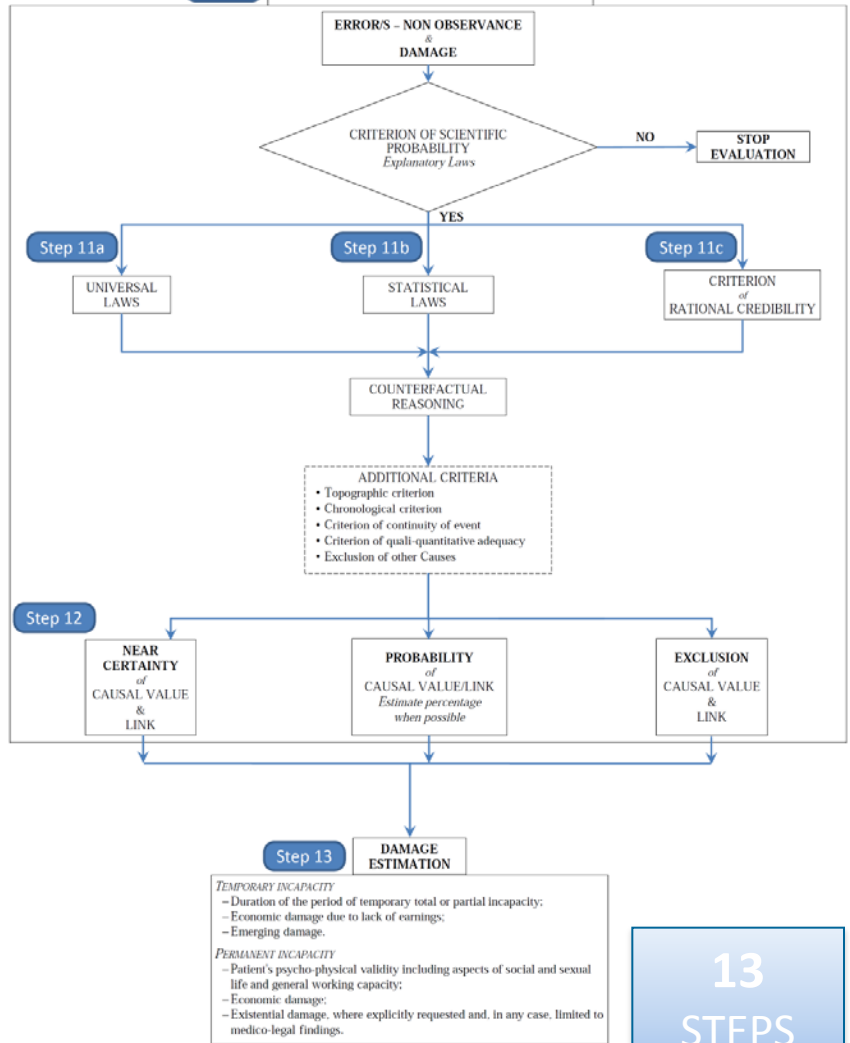 ERROR/S – NON OBSERVANCE
&
DAMAGE
CRITERION OF SCIENTIFIC
PROBABILITY
Explanatory Laws
NO
STOP
EVALUATION
YES
Step 11a
Step 11b
Step 11c
UNIVERSAL
LAWS
STATISTICAL
LAWS
CRITERION
of
RATIONAL CREDIBILITY
COUNTERFACTUAL
REASONING
ADDITIONAL CRITERIA
• Topographic criterion
• Chronological criterion
• Criterion of continuity of event
• Criterion of quali-quantitative adequacy
• Exclusion of other Causes
Step 12
NEAR
CERTAINTY
of
CAUSAL VALUE
&
LINK
PROBABILITY
of
CAUSAL VALUE/LINK
Estimate percentage
when possible
EXCLUSION
of
CAUSAL VALUE
&
LINK
Step 13
DAMAGE
ESTIMATION
TEMPORARY INCAPACITY
– Duration of the period of temporary total or partial incapacity;
– Economic damage due to lack of earnings;
– Emerging damage.
PERMANENT INCAPACITY
– Patient's psycho-physical validity including aspects of social and sexual
life and general working capacity;
– Economic damage;
– Existential damage, where explicitly requested and, in any case, limited to
medico-legal findings.
13
STEPS